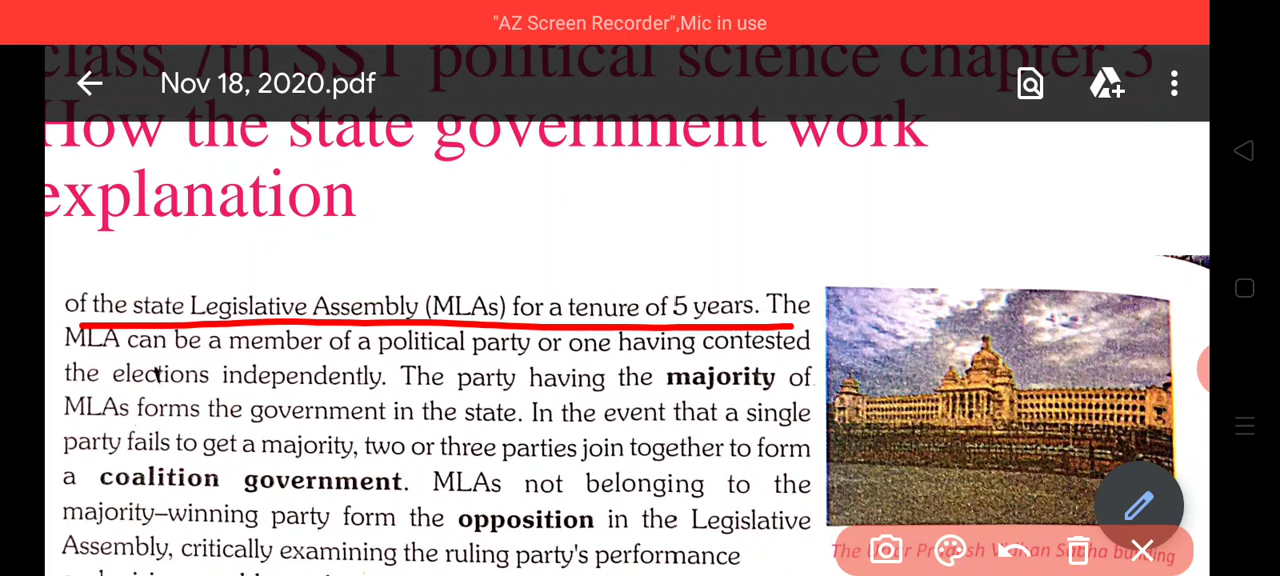 "AZ Screen Recorder",Mic in use
class 7th SST political science chapter 3
Nov 18, 2020.pdf
How the state government work
explanation
of the state Legislative Assembly (MLAs) for a tenure of 5 years. The
MLA can be a member of a political party or one having contested
the elections independently. The party having the majority of
MLAs forms the government in the state. In the event that a single
party fails to get a majority, two or three parties join together to form
a coalition government. MLAs not belonging to the
majority–winning party form the opposition in the Legislative
Assembly, critically examining the ruling party's performance
The Pradesh Vidhan Sabha building